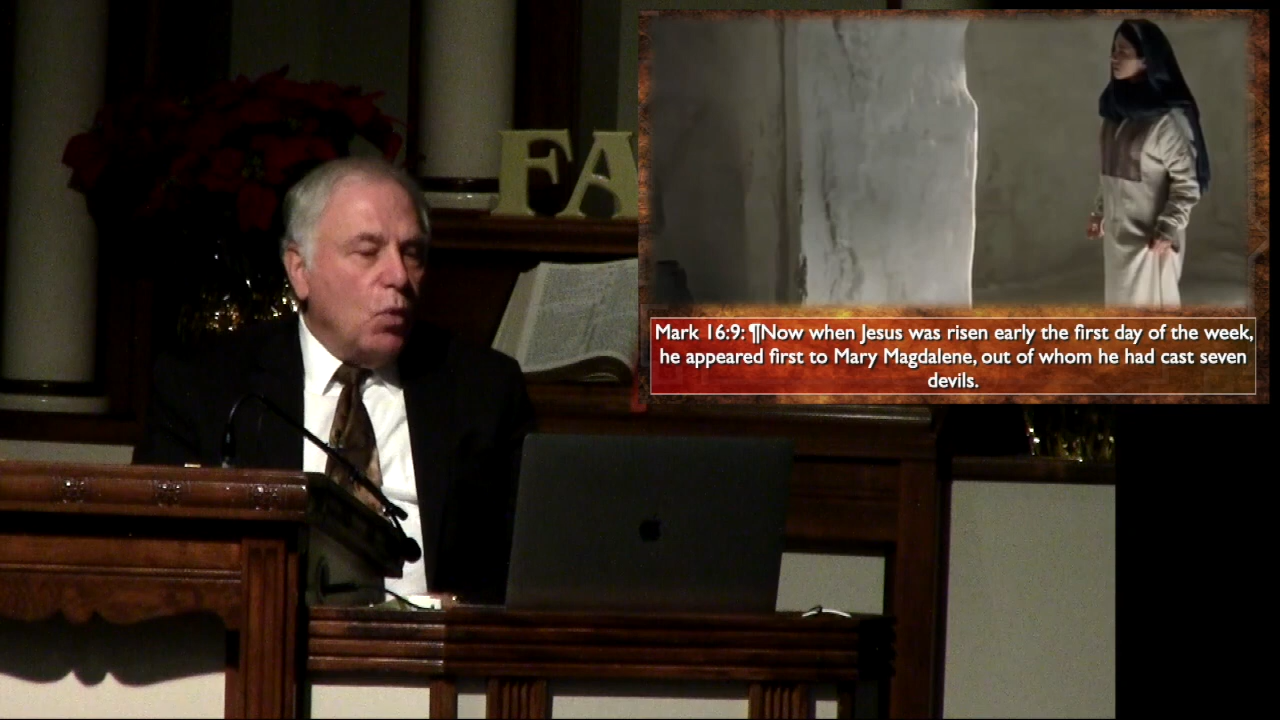 FA
Mark 16:9: ¶Now when Jesus was risen early the first day of the week,
he appeared first to Mary Magdalene, out of whom he had cast seven
devils.